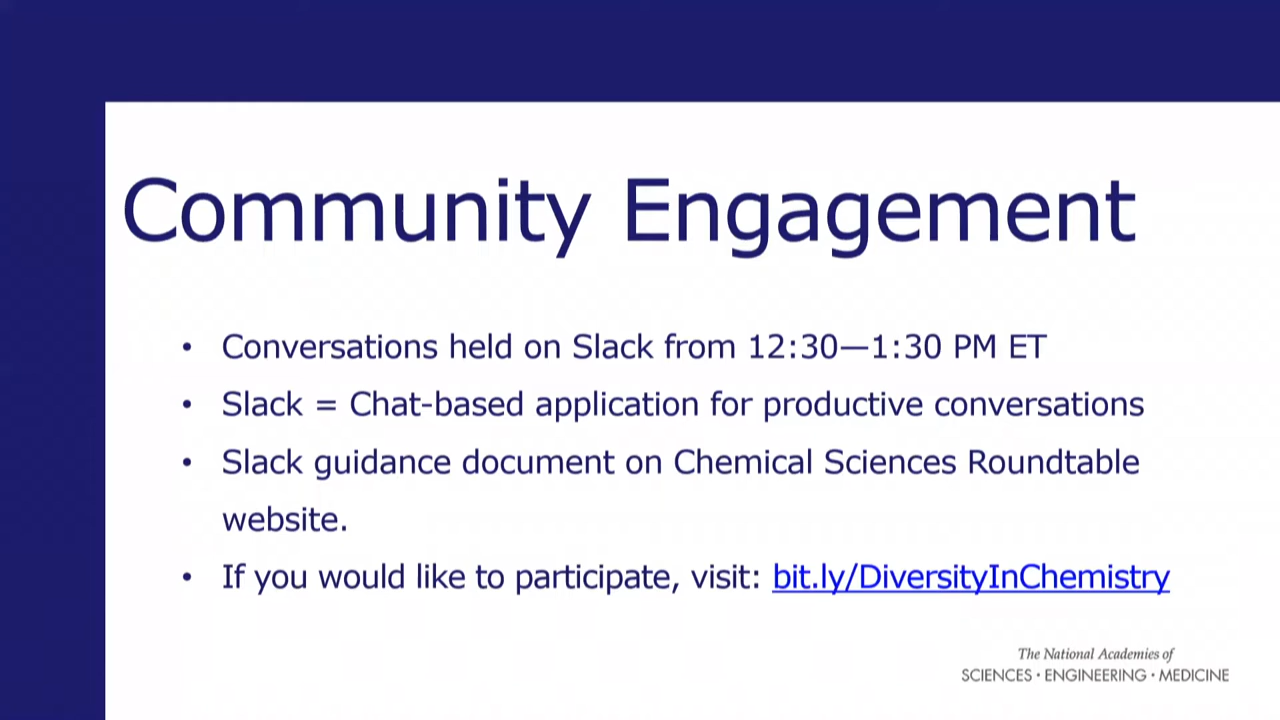 Community Engagement
• Conversations held on Slack from 12:30—1:30 PM ET
• Slack = Chat-based application for productive conversations
• Slack guidance document on Chemical Sciences Roundtable
website.
• If you would like to participate, visit: bit.ly/DiversityInChemistry
The National Academies of
SCIENCES · ENGINEERING · MEDICINE